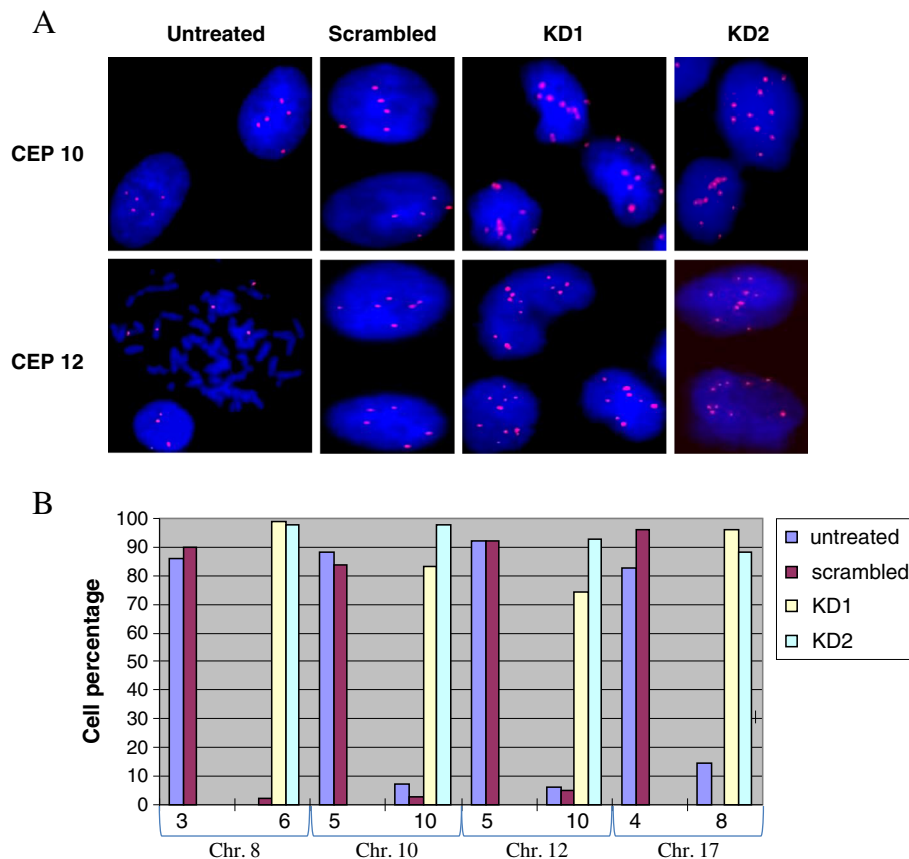 A
Untreated Scrambled KD1 KD2
CEP 10
CEP 12
B
Cell percentage
100
90
80
70
60
50
40
30
20
10
0
3 6 5 10 5 10 4 8
Chr. 8 Chr. 10 Chr. 12 Chr. 17
untreated
scrambled
KD1
KD2